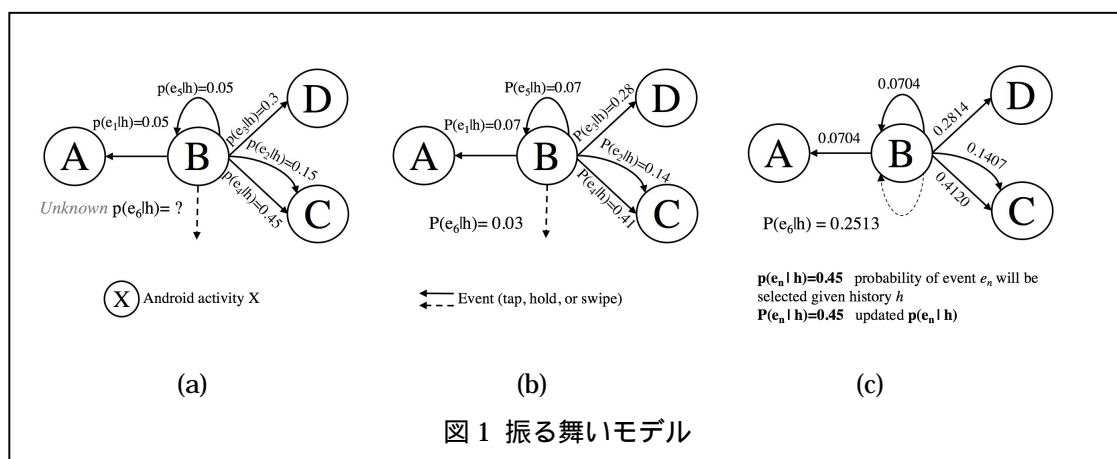 p(e5|h)=0.05
p(e1|h)=0.05
p(e3|h)=0.3
p(e2|h)=0.15
p(e4|h)=0.45
A
B
D
C
Unknown p(e6|h)= ?
X Android activity X
(a)
P(e5|h)=0.07
P(e1|h)=0.07
P(e3|h)=0.28
P(e2|h)=0.14
P(e4|h)=0.41
A
B
D
C
P(e6|h)= 0.03
Event (tap, hold, or swipe)
(b)
0.0704
0.0704
0.2814
0.1407
0.4120
A
B
D
C
P(e6|h) = 0.2513
p(en | h)=0.45 probability of event en will be
selected given history h
P(en | h)=0.45 updated p(en | h)
(c)
図 1 振る舞いモデル